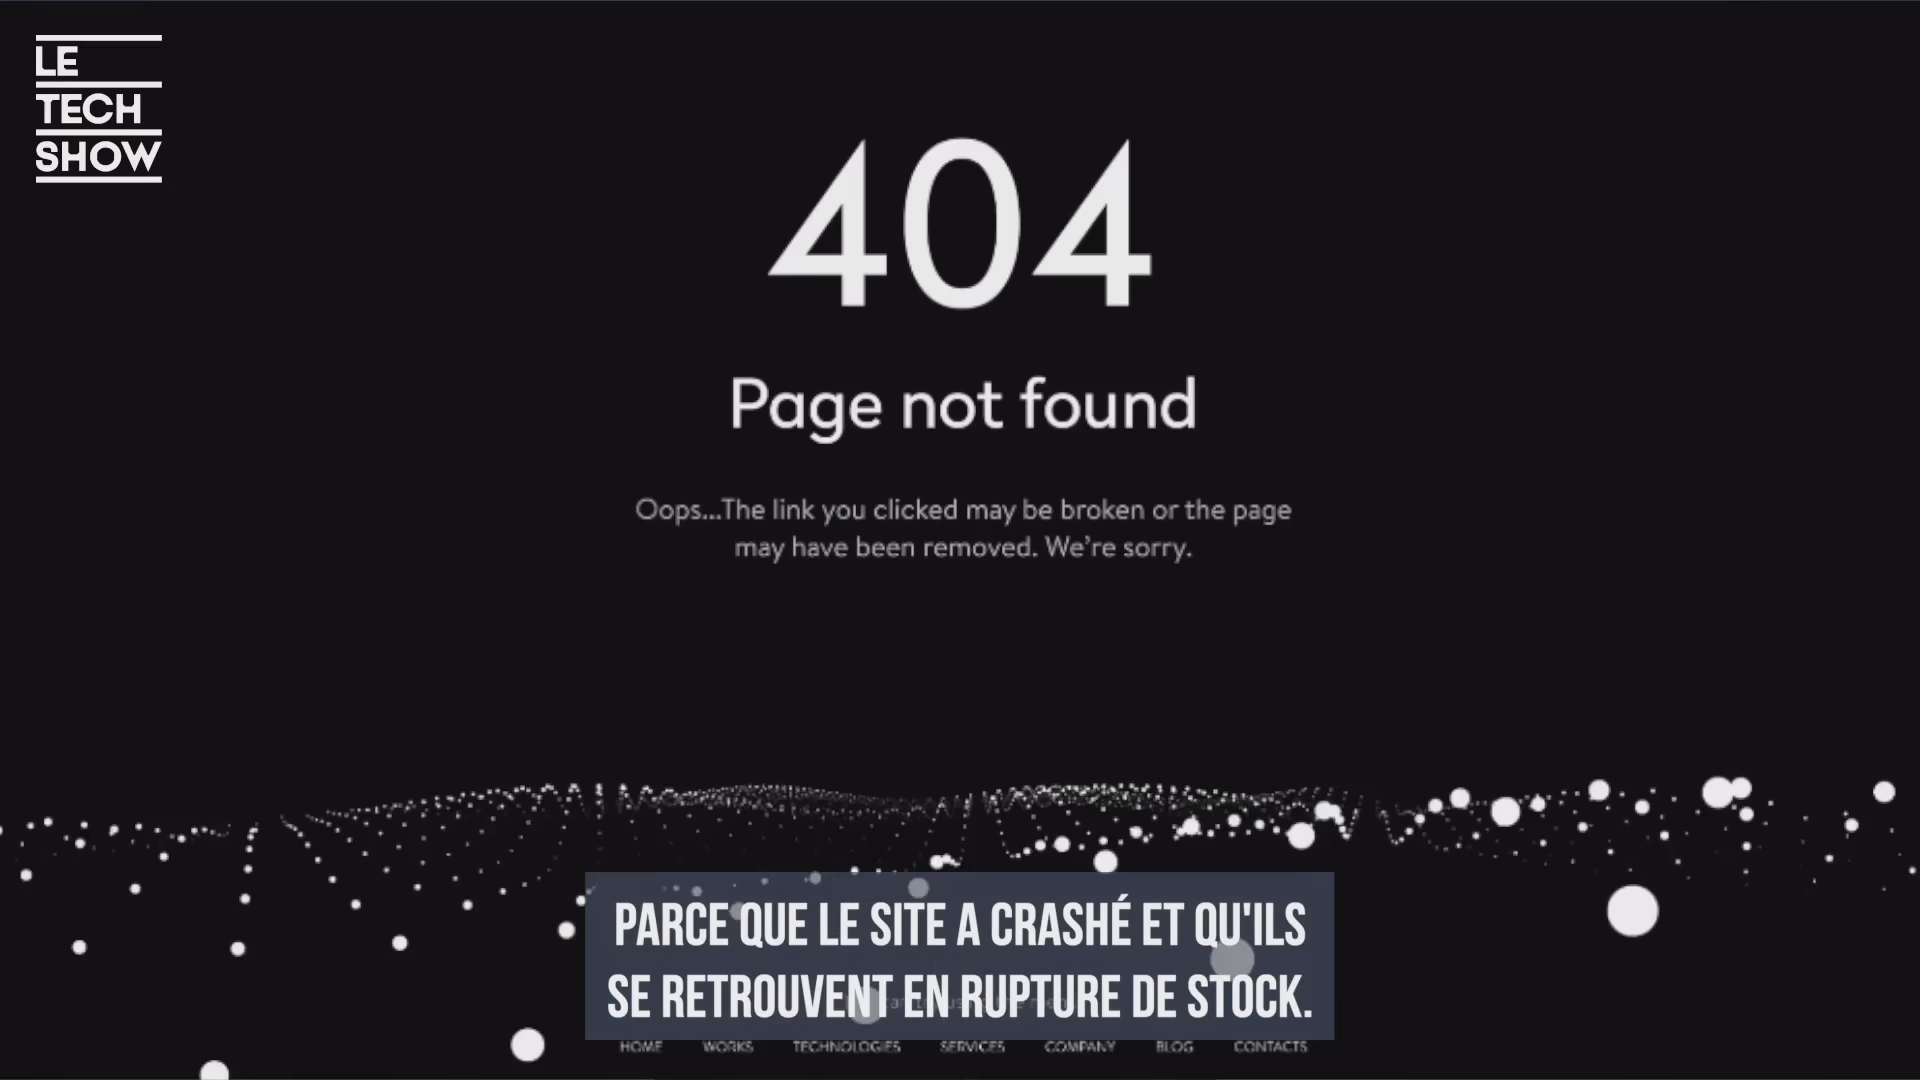 LE
TECH
SHOW
404
Page not found
Oops...The link you clicked may be broken or the page
may have been removed. We're sorry.
PARCE QUE LE SITE A CRASHÉ ET QU'ILS
SE RETROUVENT EN RUPTURE DE STOCK.
HOME WORKS TECHNOLOGIES SERVICES COMPANY BLOG CONTACTS